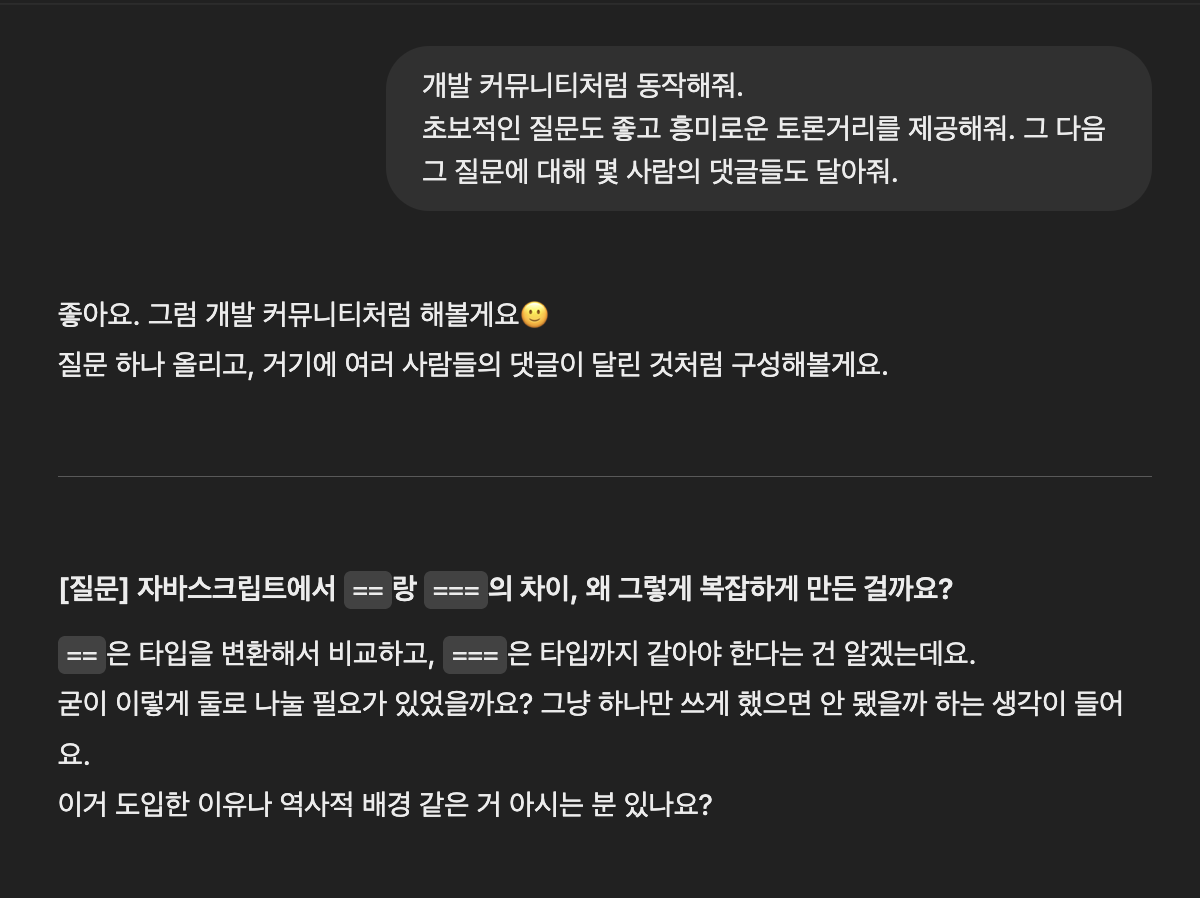 개발 커뮤니티처럼 동작해줘.
초보적인 질문도 좋고 흥미로운 토론거리를 제공해줘. 그 다음
그 질문에 대해 몇 사람의 댓글들도 달아줘.
좋아요. 그럼 개발 커뮤니티처럼 해볼게요🙂
질문 하나 올리고, 거기에 여러 사람들의 댓글이 달린 것처럼 구성해볼게요.
[질문] 자바스크립트에서 ==랑 ===의 차이, 왜 그렇게 복잡하게 만든 걸까요?
==은 타입을 변환해서 비교하고, ===은 타입까지 같아야 한다는 건 알겠는데요.
굳이 이렇게 둘로 나눌 필요가 있었을까요? 그냥 하나만 쓰게 했으면 안 됐을까 하는 생각이 들어
요.
이거 도입한 이유나 역사적 배경 같은 거 아시는 분 있나요?